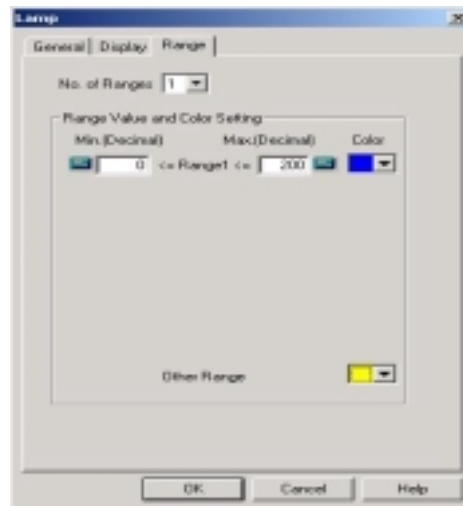 Lamp
General Display Range
No. of Ranges 1
Range Value and Color Setting
Min.(Decimal) Max.(Decimal) Color
0 <= Range1 <= 200
Other Range
OK Cancel Help